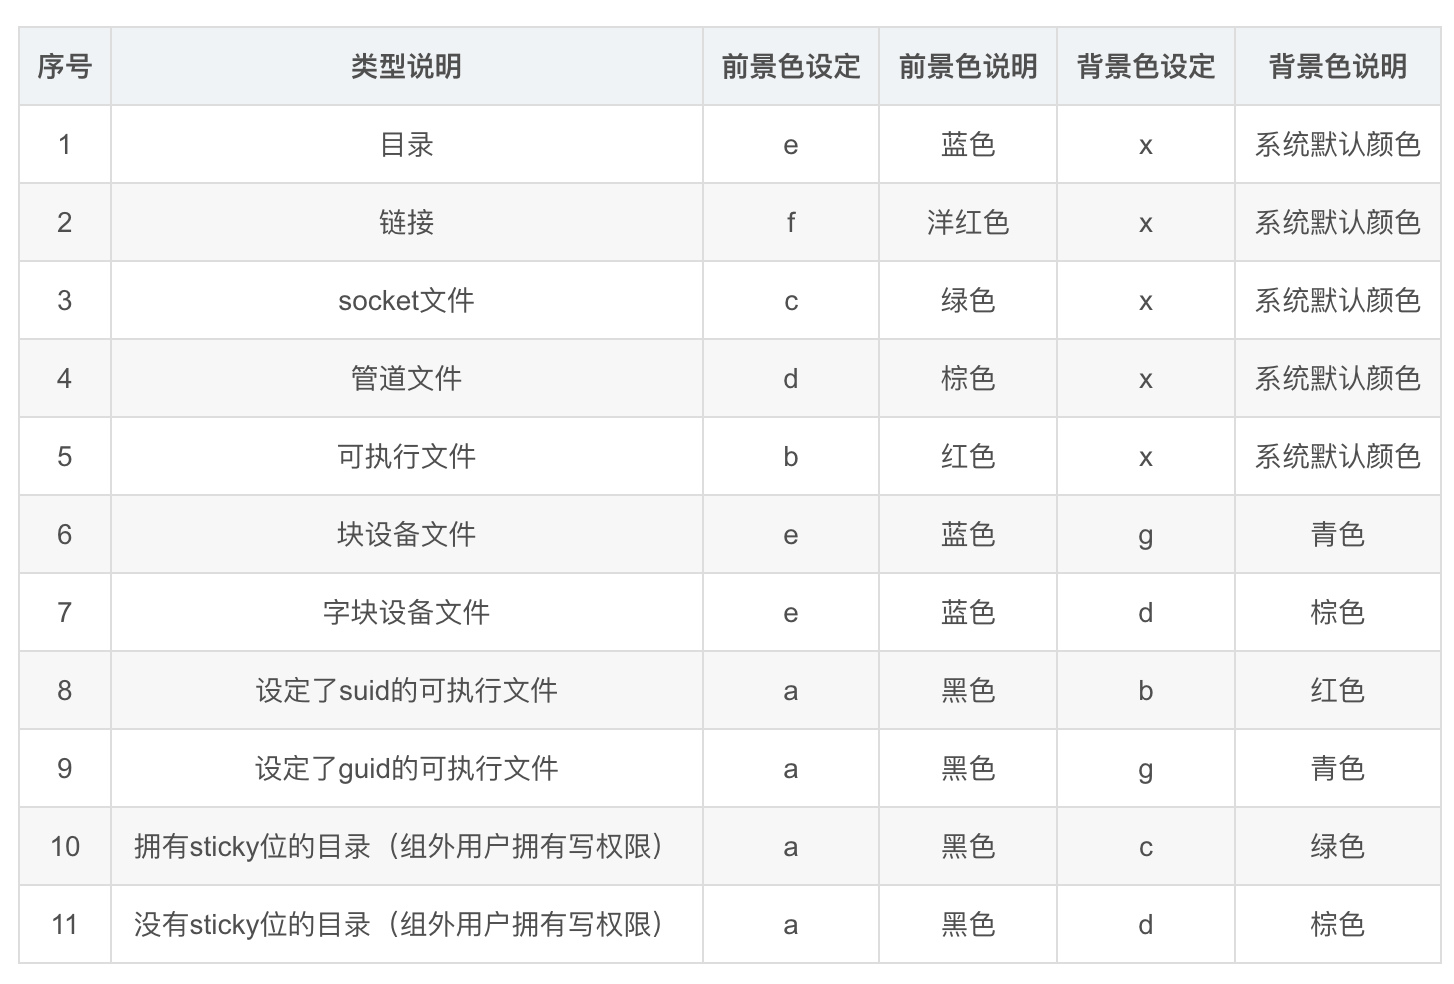 序号 类型说明 前景色设定 前景色说明 背景色设定 背景色说明
1 目录 e 蓝色 x 系统默认颜色
2 链接 f 洋红色 x 系统默认颜色
3 socket文件 c 绿色 x 系统默认颜色
4 管道文件 d 棕色 x 系统默认颜色
5 可执行文件 b 红色 x 系统默认颜色
6 块设备文件 e 蓝色 g 青色
7 字块设备文件 e 蓝色 d 棕色
8 设定了suid的可执行文件 a 黑色 b 红色
9 设定了guid的可执行文件 a 黑色 g 青色
10 拥有sticky位的目录（组外用户拥有写权限） a 黑色 c 绿色
11 没有sticky位的目录（组外用户拥有写权限） a 黑色 d 棕色